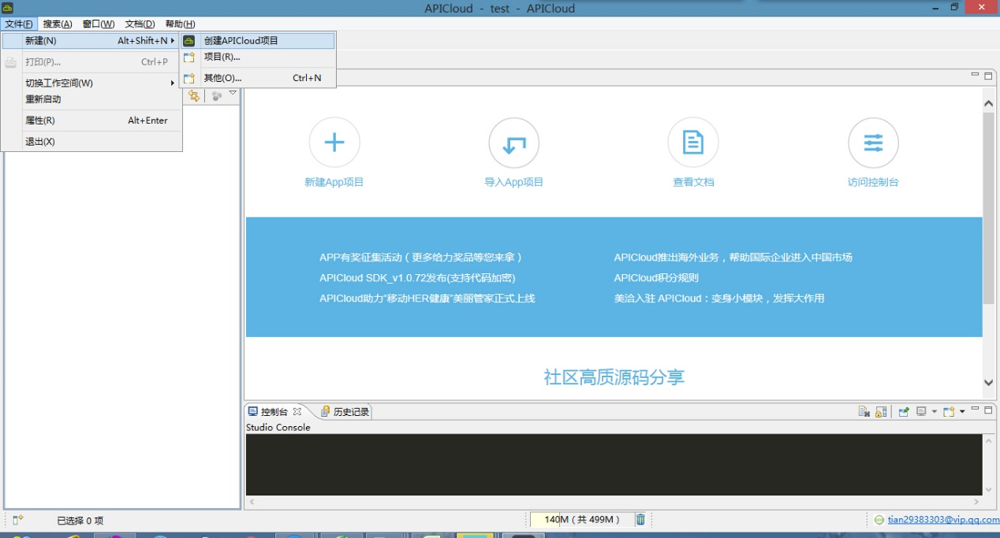 APICloud - test - APICloud
文件(F) 搜索(A) 窗口(W) 文档(D) 帮助(H)
新建(N) Alt+Shift+N
创建APICloud项目
项目(R)...
其他(O)... Ctrl+N
打印(P)... Ctrl+P
切换工作空间(W)
重新启动
属性(R) Alt+Enter
退出(X)
新建App项目 导入App项目 查看文档 访问控制台
APP有奖征集活动（更多给力奖品等您来拿）
APICloud SDK_v1.0.72发布(支持代码加密)
APICloud助力“移动HER健康”美丽管家正式上线
APICloud推出海外业务，帮助国际企业进入中国市场
APICloud积分规则
美洽入驻 APICloud：变身小模块，发挥大作用
社区高质源码分享
控制台 历史记录
Studio Console
已选择 0 项 140M（共 499M） tian29383303@vip.qq.com